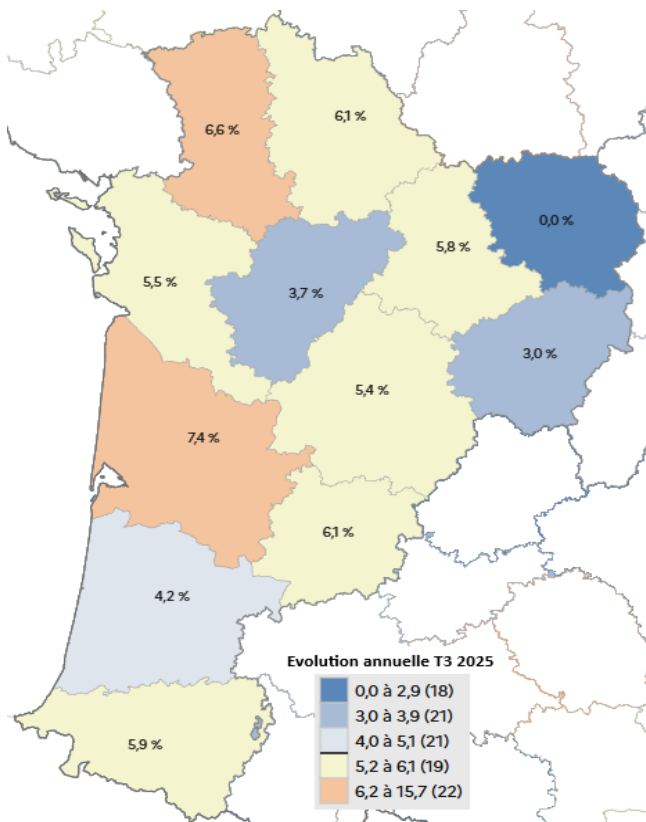 6,6 %
6,1 %
0,0 %
5,8 %
5,5 %
3,7 %
3,0 %
5,4 %
7,4 %
6,1 %
4,2 %
5,9 %
Evolution annuelle T3 2025
0,0 à 2,9 (18)
3,0 à 3,9 (21)
4,0 à 5,1 (21)
5,2 à 6,1 (19)
6,2 à 15,7 (22)